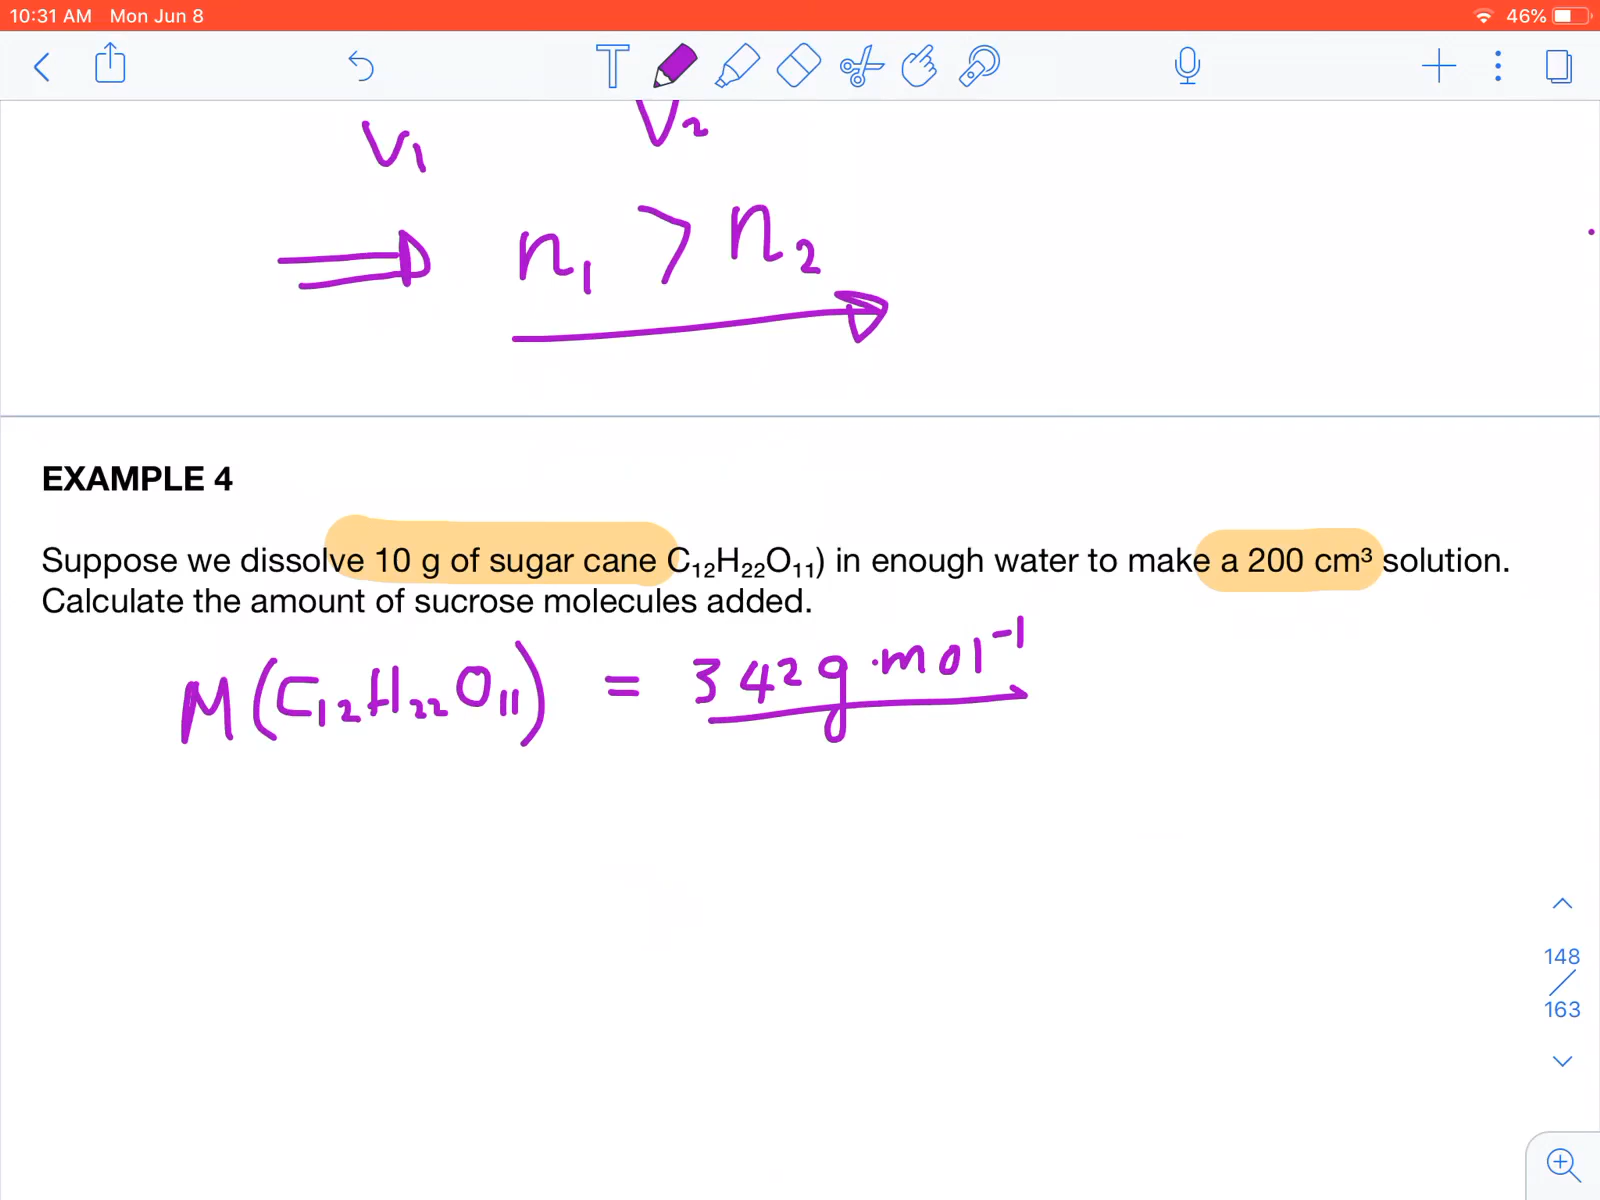 10:31 AM Mon Jun 8 46%
T
V₁ V₂
n₁ > n₂
EXAMPLE 4
Suppose we dissolve 10 g of sugar cane C₁₂H₂₂O₁₁) in enough water to make a 200 cm³ solution.
Calculate the amount of sucrose molecules added.
M(C₁₂H₂₂O₁₁) = 342g·mol⁻¹
148
163